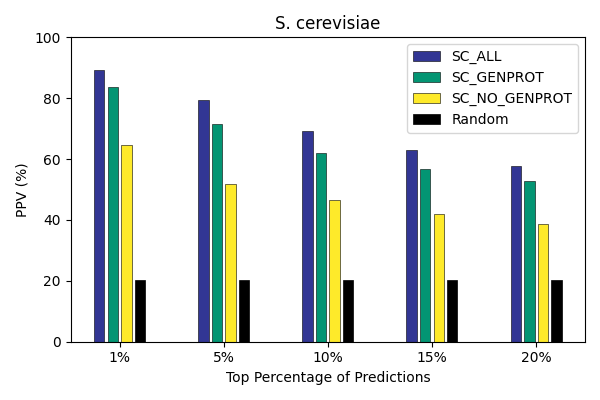 S. cerevisiae
100
80
60
40
20
0
PPV (%)
SC_ALL
SC_GENPROT
SC_NO_GENPROT
Random
1%
5%
10%
15%
20%
Top Percentage of Predictions